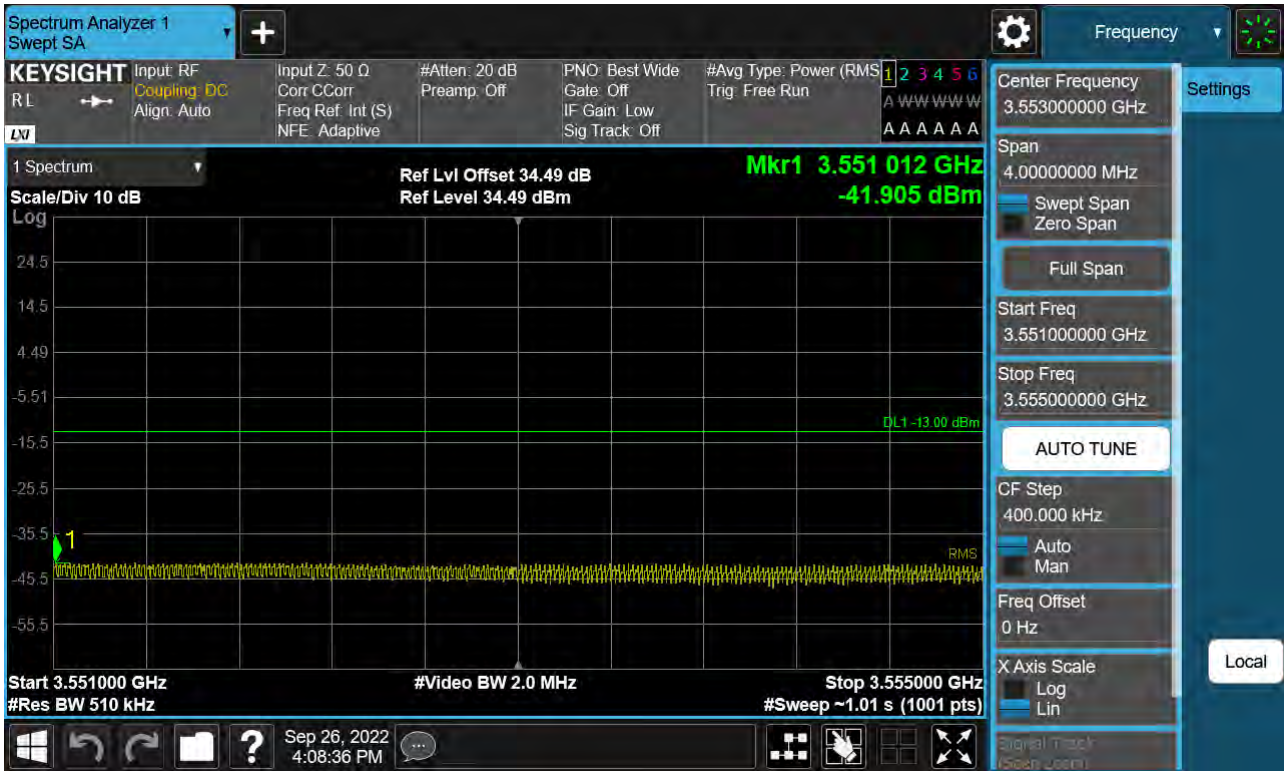 Spectrum Analyzer 1
Swept SA
+
Frequency
KEYSIGHT
RL
LXI
Input: RF
Coupling: DC
Align: Auto
Input Z: 50 Ω
Corr CCorr
Freq Ref: Int (S)
NFE: Adaptive
#Atten: 20 dB
Preamp: Off
PNO: Best Wide
Gate: Off
IF Gain: Low
Sig Track: Off
#Avg Type: Power (RMS
Trig: Free Run
1 2 3 4 5 6
A W W W W W
A A A A A A
1 Spectrum
Scale/Div 10 dB
Log
Ref Lvl Offset 34.49 dB
Ref Level 34.49 dBm
Mkr1 3.551 012 GHz
-41.905 dBm
24.5
14.5
4.49
-5.51
DL1 -13.00 dBm
-15.5
-25.5
-35.5
1
RMS
-45.5
-55.5
Start 3.551000 GHz
#Res BW 510 kHz
#Video BW 2.0 MHz
Stop 3.555000 GHz
#Sweep ~1.01 s (1001 pts)
Center Frequency
3.553000000 GHz
Settings
Span
4.00000000 MHz
Swept Span
Zero Span
Full Span
Start Freq
3.551000000 GHz
Stop Freq
3.555000000 GHz
AUTO TUNE
CF Step
400.000 kHz
Auto
Man
Freq Offset
0 Hz
X Axis Scale
Log
Lin
Signal Track
(Span Zoom)
Local
?
Sep 26, 2022
4:08:36 PM